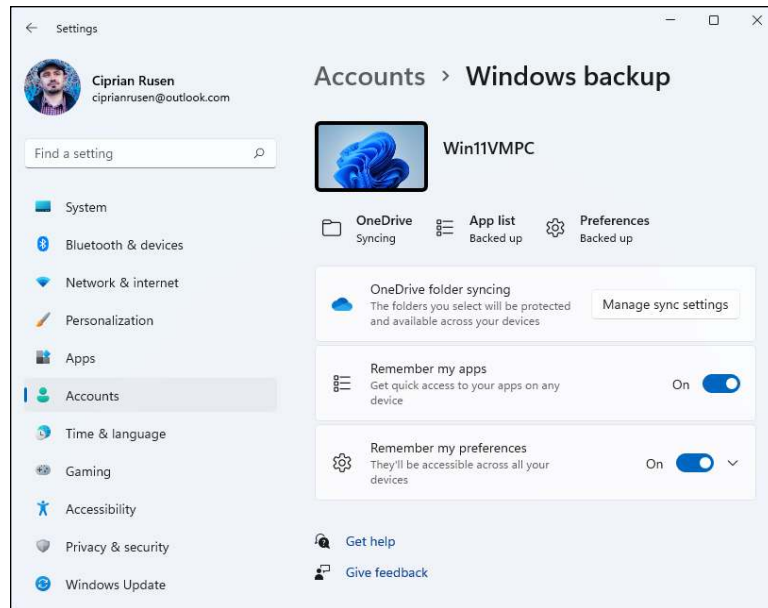 Settings
Ciprian Rusen
ciprianrusen@outlook.com
Find a setting
System
Bluetooth & devices
Network & internet
Personalization
Apps
Accounts
Time & language
Gaming
Accessibility
Privacy & security
Windows Update
Accounts > Windows backup
Win11VMPC
OneDrive
Syncing
App list
Backed up
Preferences
Backed up
OneDrive folder syncing
The folders you select will be protected
and available across your devices
Manage sync settings
Remember my apps
Get quick access to your apps on any
device
On
Remember my preferences
They'll be accessible across all your
devices
On
Get help
Give feedback